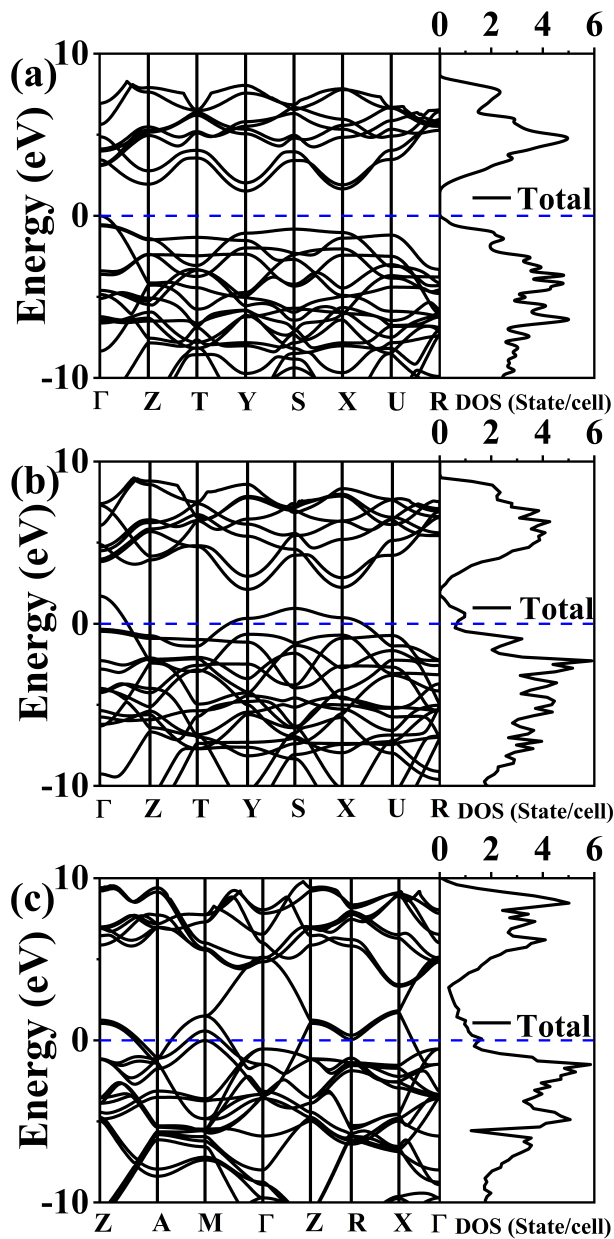 0 2 4 6
(a)
10
Energy (eV)
0
-10
Total
Γ Z T Y S X U R DOS (State/cell)
0 2 4 6
(b)
10
Energy (eV)
0
-10
Total
Γ Z T Y S X U R DOS (State/cell)
0 2 4 6
(c)
10
Energy (eV)
0
-10
Total
Z A M Γ Z R X Γ DOS (State/cell)